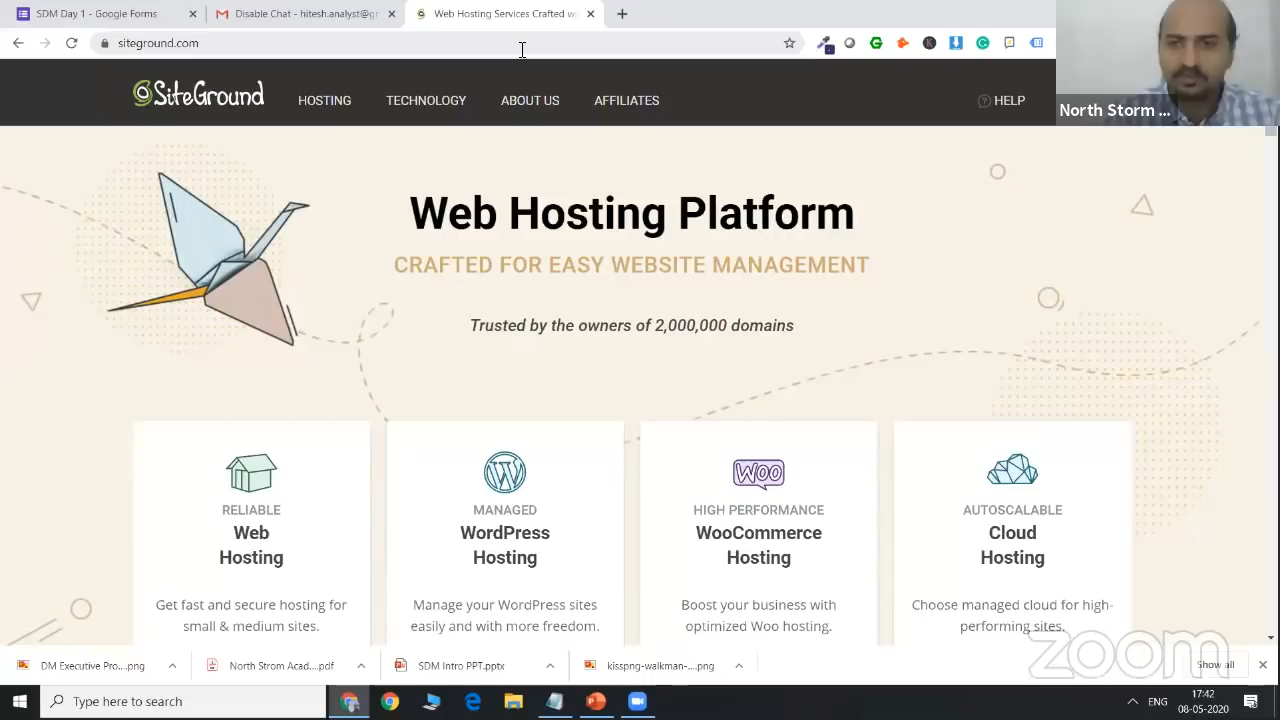 SDM Day 1 - Google Forms
Disable Chat - hitesh.analyst@gr
Web Hosting Services Crafted w
siteground.com
SiteGround
HOSTING
TECHNOLOGY
ABOUT US
AFFILIATES
HELP
North Storm ...
Web Hosting Platform
CRAFTED FOR EASY WEBSITE MANAGEMENT
Trusted by the owners of 2,000,000 domains
RELIABLE
Web
Hosting
Get fast and secure hosting for
small & medium sites.
MANAGED
WordPress
Hosting
Manage your WordPress sites
easily and with more freedom.
WOO
HIGH PERFORMANCE
WooCommerce
Hosting
Boost your business with
optimized Woo hosting.
AUTOSCALABLE
Cloud
Hosting
Choose managed cloud for high-
performing sites.
zoom
DM Executive Pro....png
North Strom Acad....pdf
SDM Intro PPT.pptx
kisspng-walkman-....png
Show all
Type here to search
ENG
17:42
08-05-2020